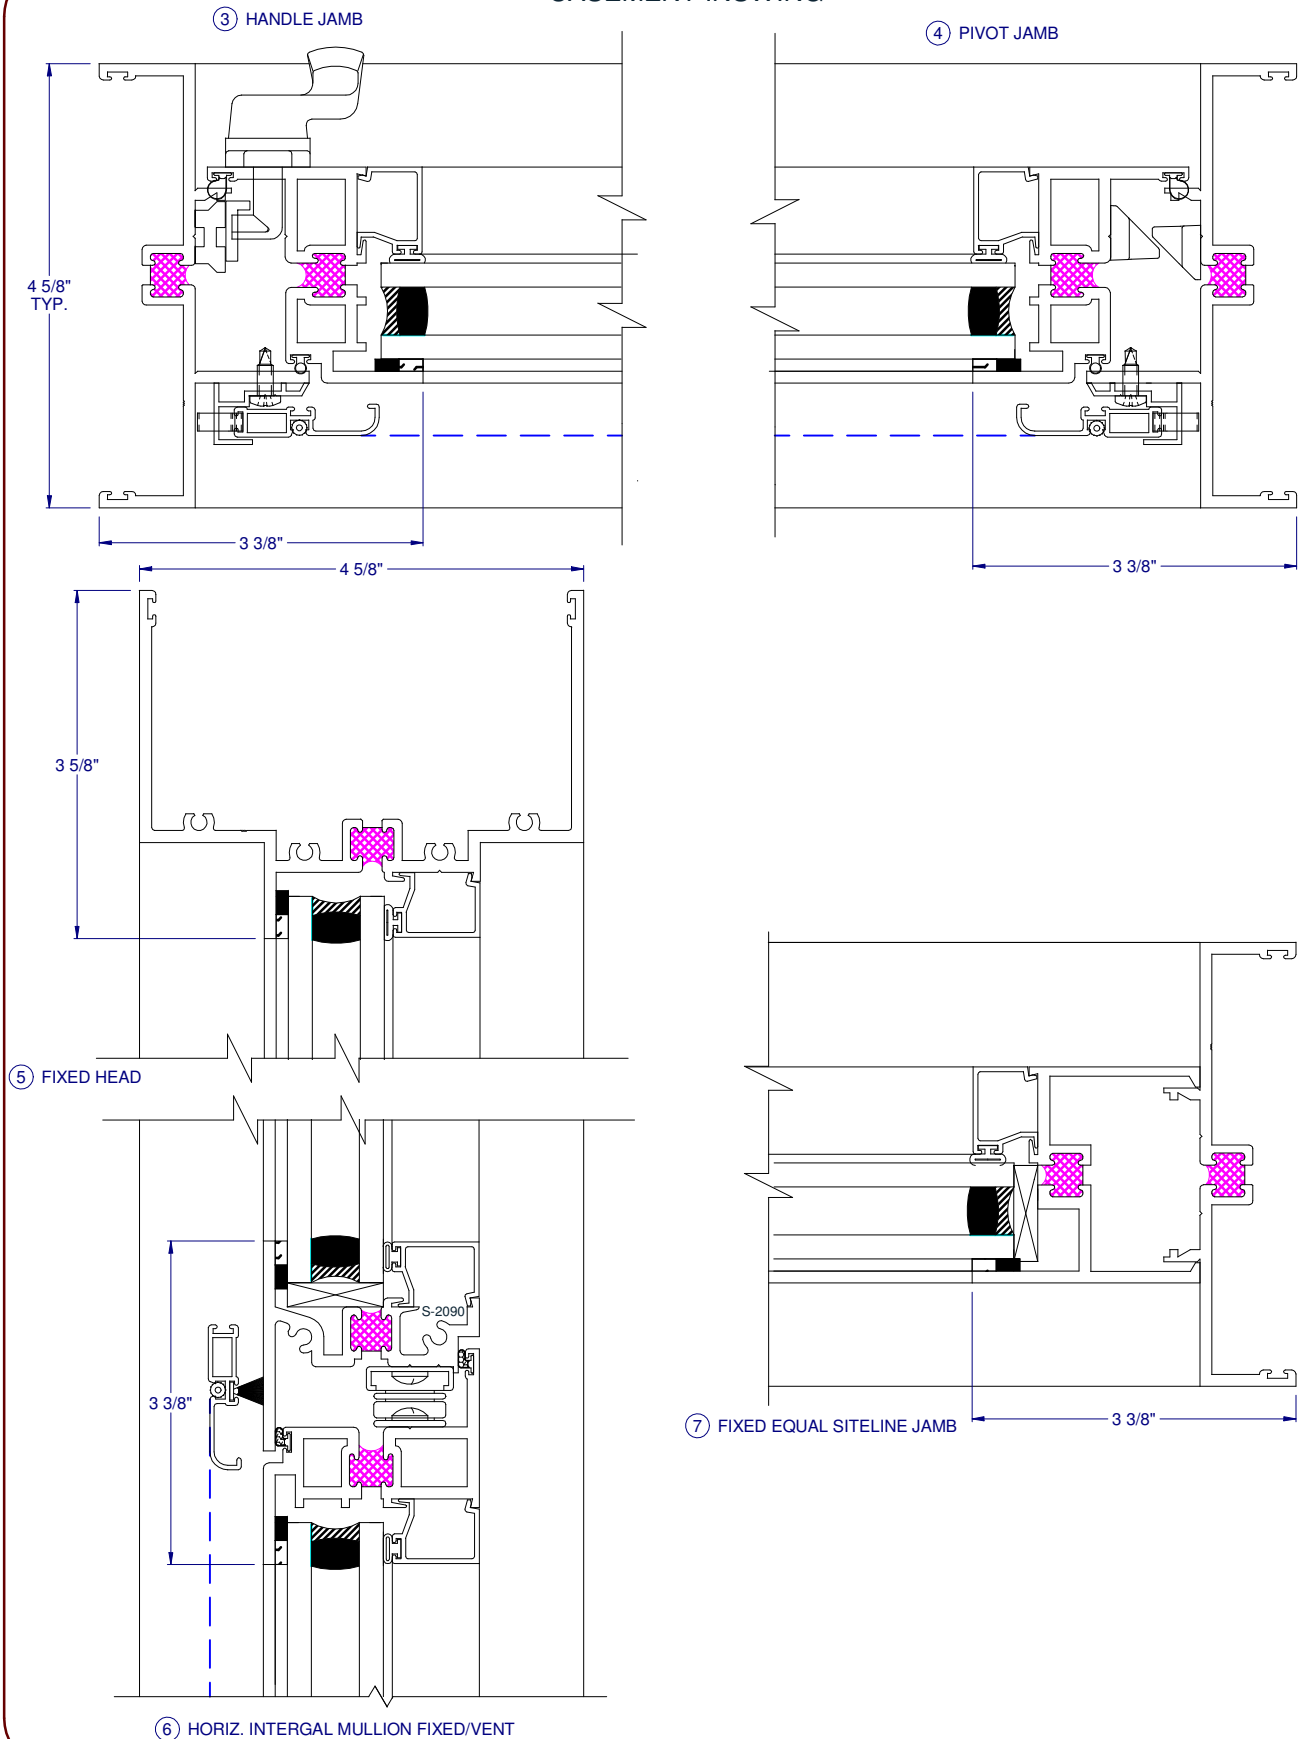 CASEMENT INSWING
3 HANDLE JAMB
4 PIVOT JAMB
4 5/8"
TYP.
3 3/8"
3 3/8"
4 5/8"
3 5/8"
5 FIXED HEAD
S-2090
3 3/8"
7 FIXED EQUAL SITELINE JAMB
3 3/8"
6 HORIZ. INTERGAL MULLION FIXED/VENT